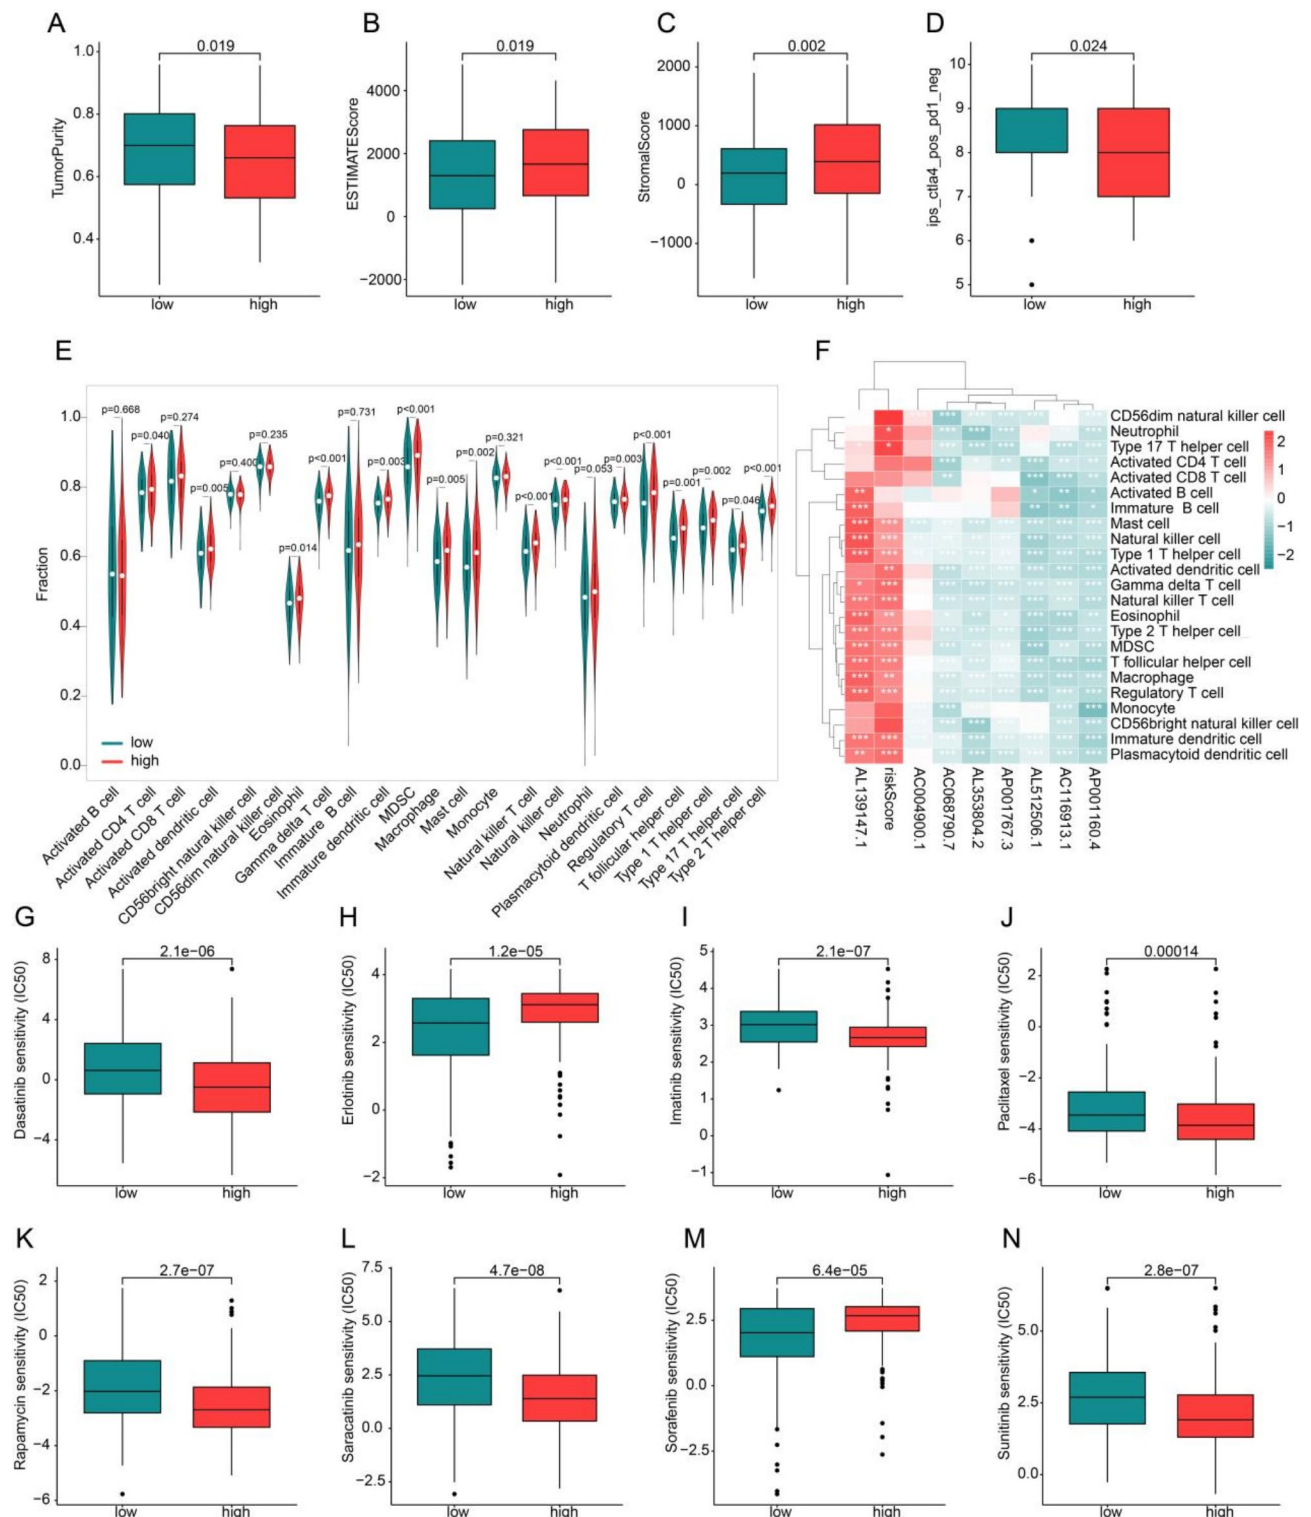 A
B
C
D
0.019
0.019
0.002
0.024
TumorPurity
1.0
0.8
0.6
0.4
low
high
ESTIMATEScore
4000
2000
0
−2000
low
high
StromalScore
2000
1000
0
−1000
low
high
ips_ctla4_pos_pd1_neg
10
9
8
7
6
5
low
high
E
Fraction
1.0
0.8
0.6
0.4
0.2
0.0
p=0.668
p=0.040
p=0.274
p=0.005
p=0.400
p=0.235
p=0.014
p<0.001
p=0.731
p=0.003
p<0.001
p=0.005
p=0.002
p=0.321
p<0.001
p<0.001
p=0.053
p=0.003
p<0.001
p=0.001
p=0.002
p=0.046
p<0.001
low
high
Activated B cell
Activated CD4 T cell
Activated CD8 T cell
Activated dendritic cell
CD56bright natural killer cell
CD56dim natural killer cell
Eosinophil
Gamma delta T cell
Immature B cell
Immature dendritic cell
MDSC
Macrophage
Mast cell
Monocyte
Natural killer T cell
Natural killer cell
Neutrophil
Plasmacytoid dendritic cell
Regulatory T cell
T follicular helper cell
Type 1 T helper cell
Type 17 T helper cell
Type 2 T helper cell
F
CD56dim natural killer cell
Neutrophil
Type 17 T helper cell
Activated CD4 T cell
Activated CD8 T cell
Activated B cell
Immature B cell
Mast cell
Natural killer cell
Type 1 T helper cell
Activated dendritic cell
Gamma delta T cell
Natural killer T cell
Eosinophil
Type 2 T helper cell
MDSC
T follicular helper cell
Macrophage
Regulatory T cell
Monocyte
CD56bright natural killer cell
Immature dendritic cell
Plasmacytoid dendritic cell
2
1
0
−1
−2
AL139147.1
riskScore
AC004900.1
AC068790.7
AL353804.2
AP001767.3
AL512506.1
AC116913.1
AP001160.4
G
H
I
J
2.1e−06
1.2e−05
2.1e−07
0.00014
Dasatinib sensitivity (IC50)
8
4
0
−4
low
high
Erlotinib sensitivity (IC50)
4
2
0
−2
low
high
Imatinib sensitivity (IC50)
5
4
3
2
1
0
−1
low
high
Paclitaxel sensitivity (IC50)
2
0
−2
−4
−6
low
high
K
L
M
N
2.7e−07
4.7e−08
6.4e−05
2.8e−07
Rapamycin sensitivity (IC50)
2
0
−2
−4
−6
low
high
Saracatinib sensitivity (IC50)
7.5
5.0
2.5
0.0
−2.5
low
high
Sorafenib sensitivity (IC50)
2.5
0.0
−2.5
low
high
Sunitinib sensitivity (IC50)
5.0
2.5
0.0
low
high